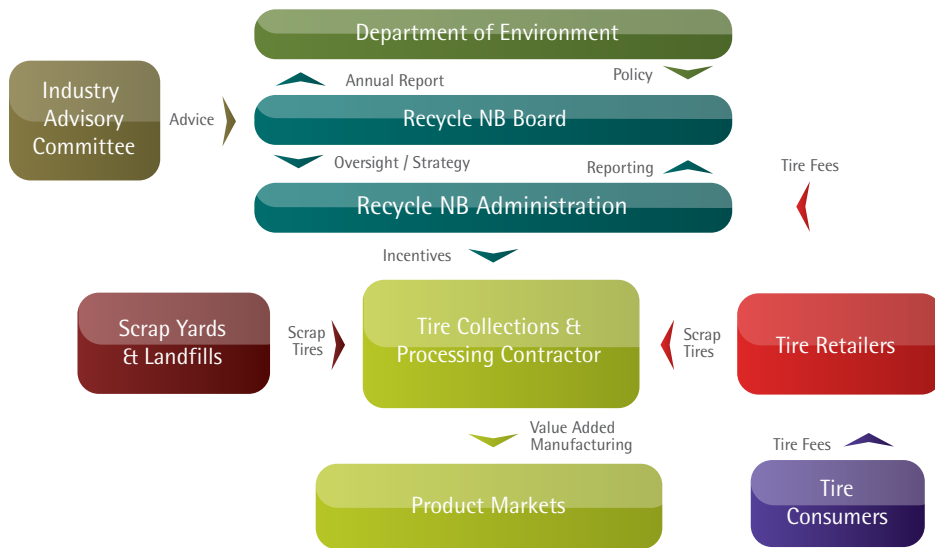 Department of Environment
Industry
Advisory
Committee
Annual Report
Policy
Advice
Recycle NB Board
Oversight / Strategy
Reporting
Tire Fees
Recycle NB Administration
Incentives
Scrap Yards
& Landfills
Scrap
Tires
Tire Collections &
Processing Contractor
Scrap
Tires
Tire Retailers
Value Added
Manufacturing
Tire Fees
Product Markets
Tire
Consumers